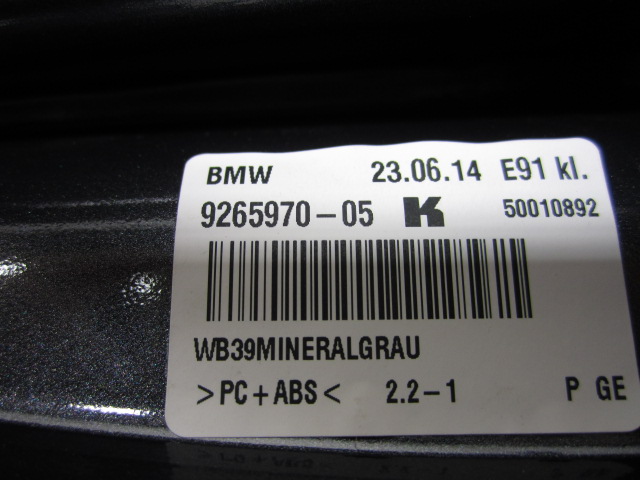 BMW 23.06.14 E91 kl.
9265970-05 K 50010892
WB39MINERALGRAU
>PC+ABS< 2.2-1 P GE